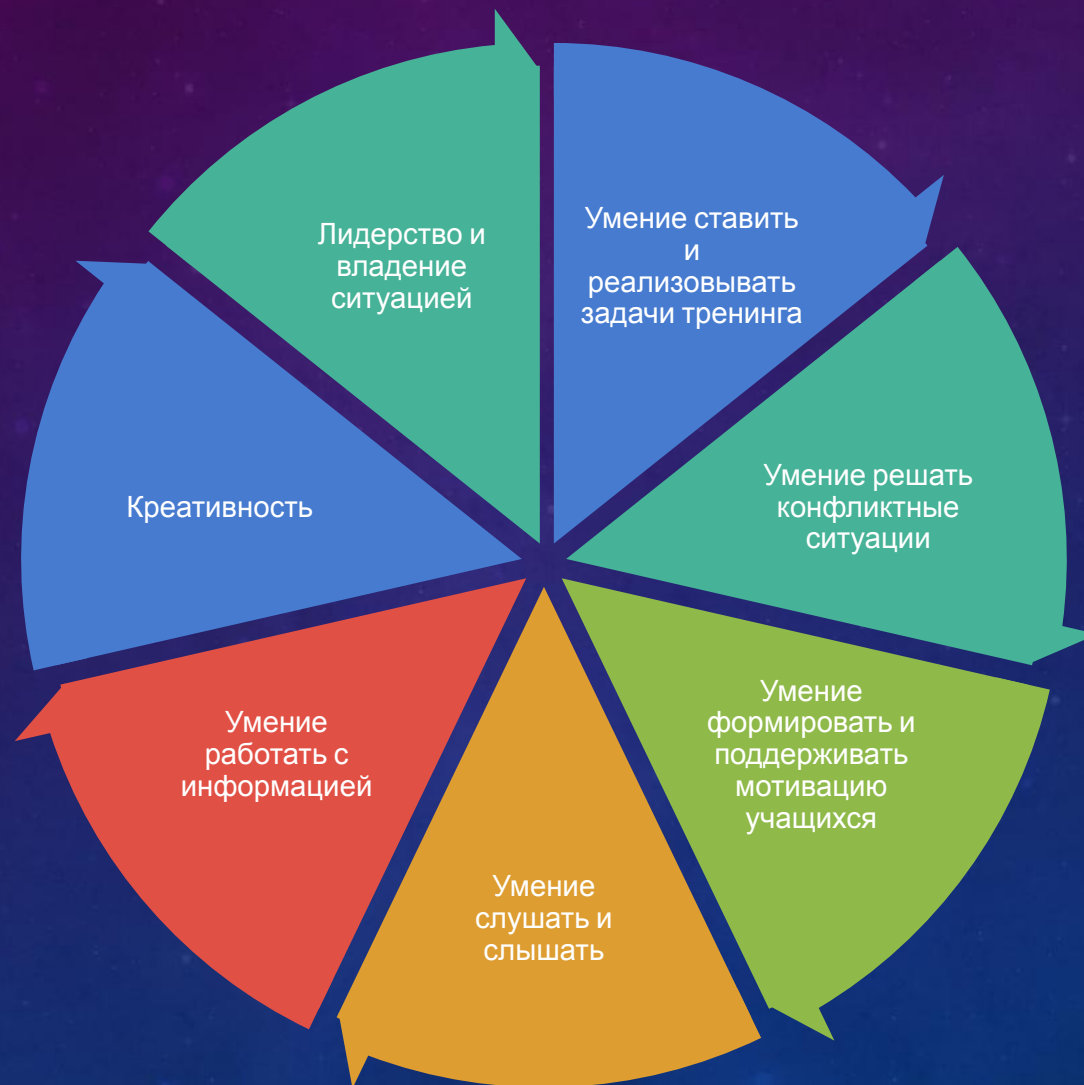 Умение ставить
и
реализовывать
задачи тренинга
Умение решать
конфликтные
ситуации
Умение
формировать и
поддерживать
мотивацию
учащихся
Умение
слушать и
слышать
Умение
работать с
информацией
Креативность
Лидерство и
владение
ситуацией